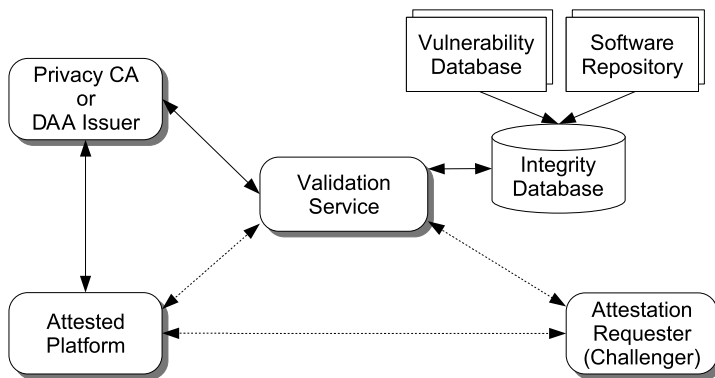 Vulnerability
Database
Software
Repository
Privacy CA
or
DAA Issuer
Integrity
Database
Validation
Service
Attested
Platform
Attestation
Requester
(Challenger)